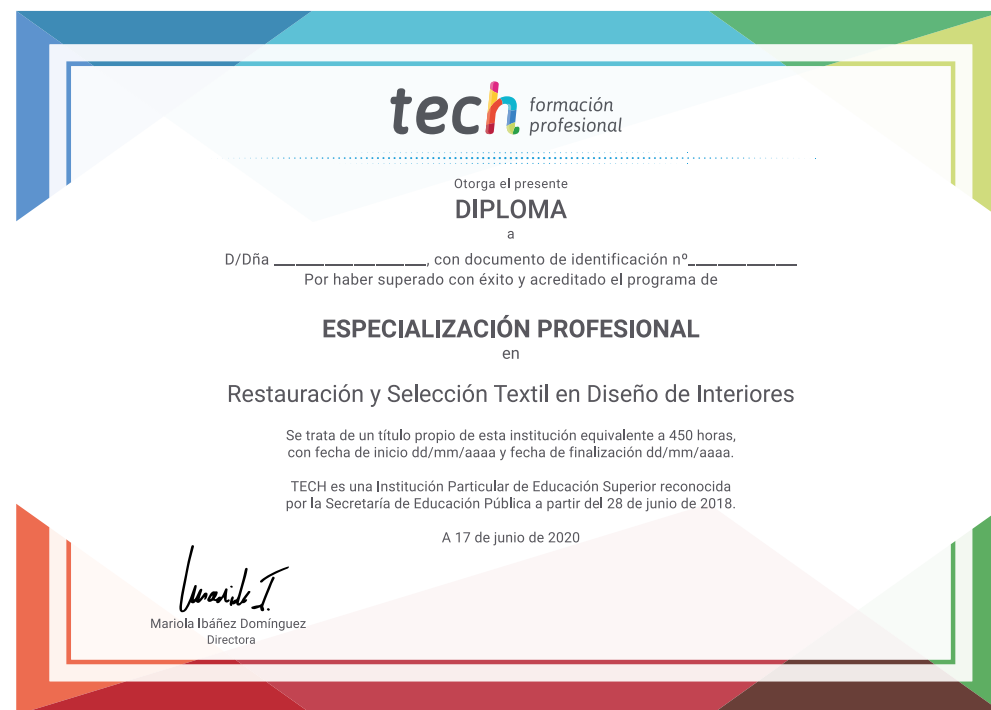 tech formación
profesional
Otorga el presente
DIPLOMA
a
D/Dña ______________, con documento de identificación nº__________
Por haber superado con éxito y acreditado el programa de
ESPECIALIZACIÓN PROFESIONAL
en
Restauración y Selección Textil en Diseño de Interiores
Se trata de un título propio de esta institución equivalente a 450 horas,
con fecha de inicio dd/mm/aaaa y fecha de finalización dd/mm/aaaa.
TECH es una Institución Particular de Educación Superior reconocida
por la Secretaría de Educación Pública a partir del 28 de junio de 2018.
A 17 de junio de 2020
Mariola Ibáñez Domínguez
Directora